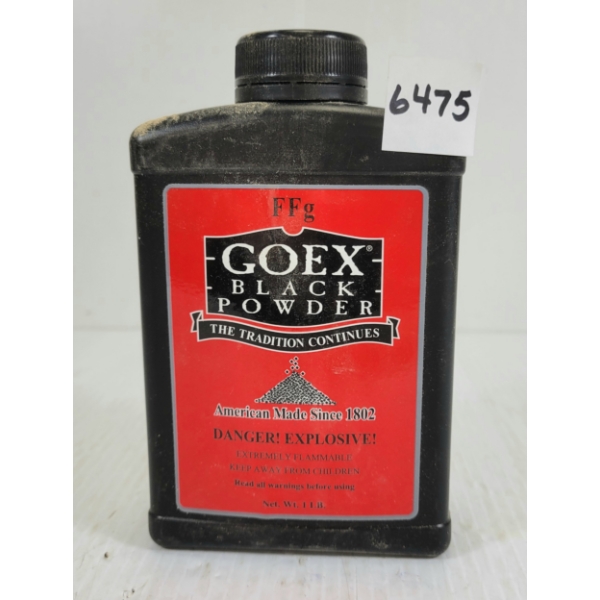 6475
FFg
GOEX®
BLACK
POWDER
THE TRADITION CONTINUES
American Made Since 1802
DANGER! EXPLOSIVE!
EXTREMELY FLAMMABLE
KEEP AWAY FROM CHILDREN
Read all warnings before using
Net. Wt. 1 Lb.